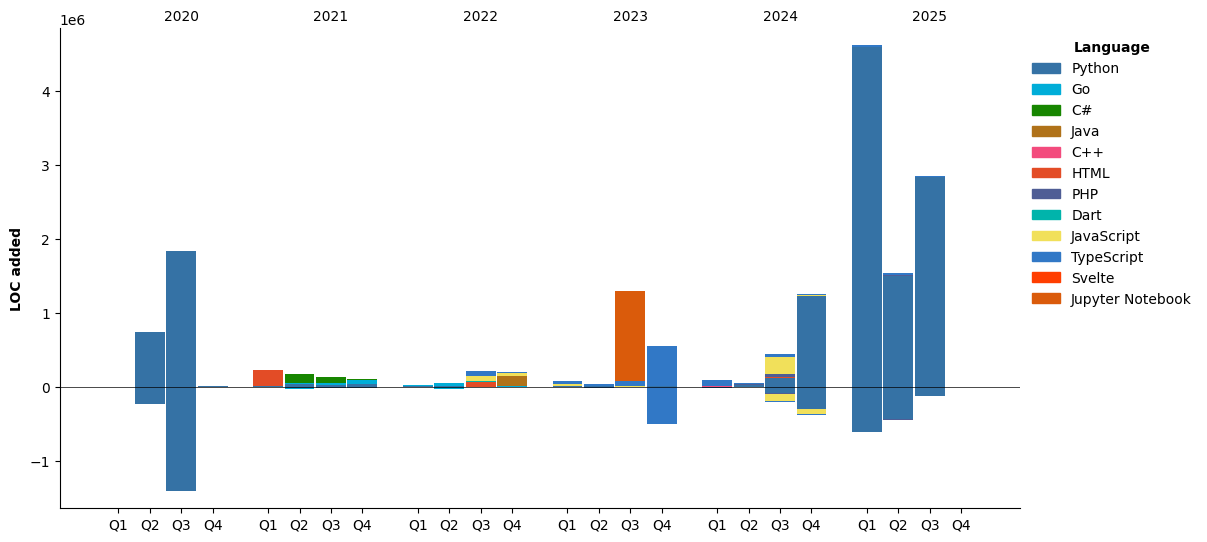 1e6
2020 2021 2022 2023 2024 2025
Language
Python
Go
C#
Java
C++
HTML
PHP
Dart
JavaScript
TypeScript
Svelte
Jupyter Notebook
LOC added
4
3
2
1
0
−1
Q1 Q2 Q3 Q4 Q1 Q2 Q3 Q4 Q1 Q2 Q3 Q4 Q1 Q2 Q3 Q4 Q1 Q2 Q3 Q4 Q1 Q2 Q3 Q4